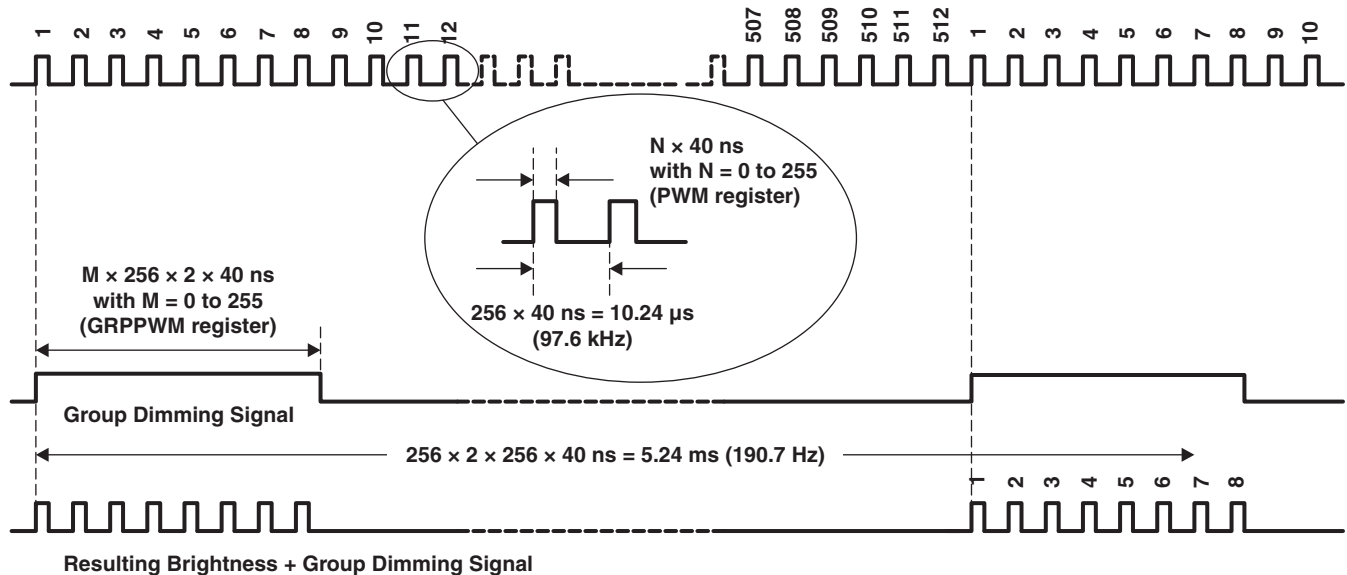 1 2 3 4 5 6 7 8 9 10 11 12 507 508 509 510 511 512 1 2 3 4 5 6 7 8 9 10
N × 40 ns
with N = 0 to 255
(PWM register)
M × 256 × 2 × 40 ns
with M = 0 to 255
(GRPPWM register)
256 × 40 ns = 10.24 µs
(97.6 kHz)
Group Dimming Signal
256 × 2 × 256 × 40 ns = 5.24 ms (190.7 Hz)
1 2 3 4 5 6 7 8
Resulting Brightness + Group Dimming Signal